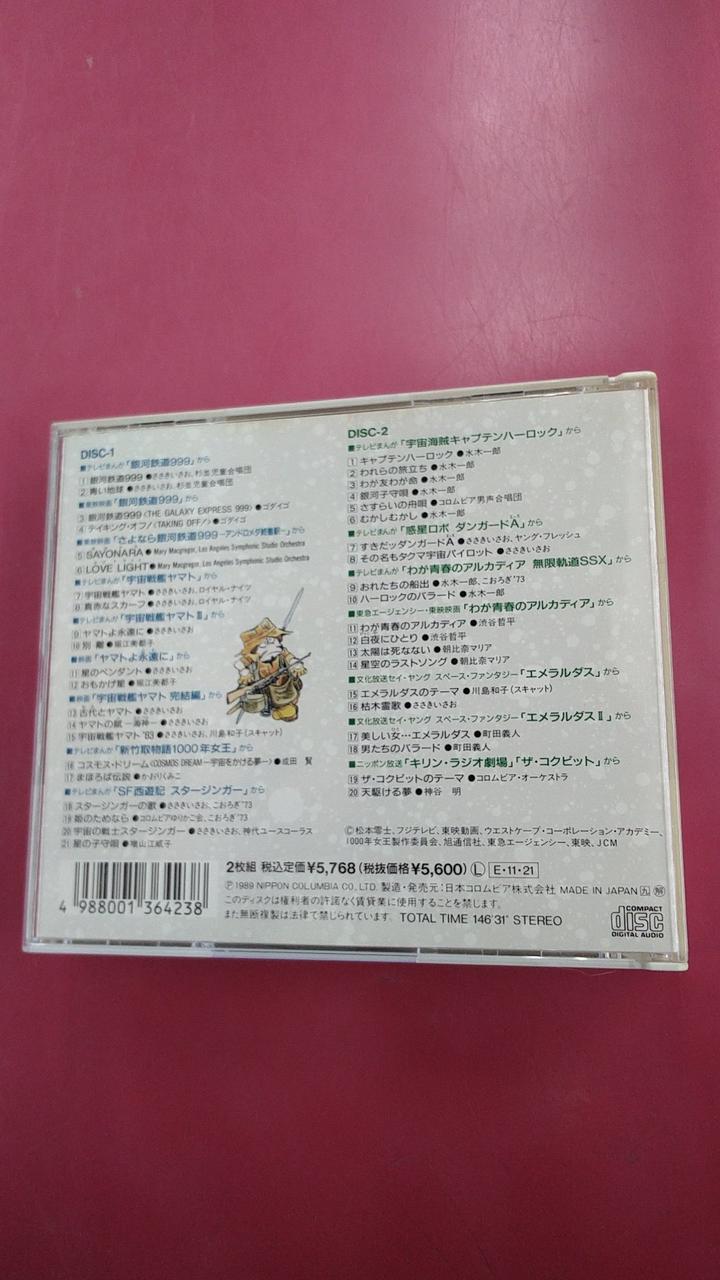 DISC-1
■テレビまんが「銀河鉄道999」から
1 銀河鉄道999 ●ささきいさお、杉並児童合唱団
2 青い地球 ●ささきいさお、杉並児童合唱団
■東映映画「銀河鉄道999」から
3 銀河鉄道999〈THE GALAXY EXPRESS 999〉●ゴダイゴ
4 テイキング・オフ!〈TAKING OFF!〉●ゴダイゴ
■東映映画「さよなら銀河鉄道999―アンドロメダ終着駅―」から
5 SAYONARA ● Mary Macgregor, Los Angeles Symphonic Studio Orchestra
6 LOVE LIGHT ● Mary Macgregor, Los Angeles Symphonic Studio Orchestra
■テレビまんが「宇宙戦艦ヤマト」から
7 宇宙戦艦ヤマト ●ささきいさお、ロイヤル・ナイツ
8 真赤なスカーフ ●ささきいさお、ロイヤル・ナイツ
■テレビまんが「宇宙戦艦ヤマトⅡ」から
9 ヤマトよ永遠に ●ささきいさお
10 別離 ●堀江美都子
■映画「ヤマトよ永遠に」から
11 星のペンダント ●ささきいさお
12 おもかげ星 ●堀江美都子
■映画「宇宙戦艦ヤマト 完結編」から
13 古代とヤマト ●ささきいさお
14 ヤマトの賦―海神― ●ささきいさお
15 宇宙戦艦ヤマト'83 ●ささきいさお、川島和子(スキャット)
■テレビまんが「新竹取物語1000年女王」から
16 コスモス・ドリーム〈COSMOS DREAM―宇宙をかける夢―〉●成田 賢
17 まほろば伝説 ●かおりくみこ
■テレビまんが「SF西遊記 スタージンガー」から
18 スタージンガーの歌 ●ささきいさお、こおろぎ'73
19 姫のためなら ●コロムビアゆりかご会、こおろぎ'73
20 宇宙の戦士スタージンガー ●ささきいさお、神代ユースコーラス
21 星の子守唄 ●堆山江威子
DISC-2
■テレビまんが「宇宙海賊キャプテンハーロック」から
1 キャプテンハーロック ●水木一郎
2 われらの旅立ち ●水木一郎
3 わが友わが命 ●水木一郎
4 銀河子守唄 ●水木一郎
5 さすらいの舟唄 ●コロムビア男声合唱団
6 むかしむかし ●水木一郎
■テレビまんが「惑星ロボ ダンガードA」から
7 すきだッダンガードA ●ささきいさお、ヤング・フレッシュ
8 その名もタクマ宇宙パイロット ●ささきいさお
■テレビまんが「わが青春のアルカディア 無限軌道SSX」から
9 おれたちの船出 ●水木一郎、こおろぎ'73
10 ハーロックのバラード ●水木一郎
■東急エージェンシー・東映映画「わが青春のアルカディア」から
11 わが青春のアルカディア ●渋谷哲平
12 白夜にひとり ●渋谷哲平
13 太陽は死なない ●朝比奈マリア
14 星空のラストソング ●朝比奈マリア
■文化放送セイ・ヤング スペース・ファンタジー「エメラルダス」から
15 エメラルダスのテーマ ●川島和子(スキャット)
16 枯木霊歌 ●ささきいさお
■文化放送セイ・ヤング スペース・ファンタジー「エメラルダスⅡ」から
17 美しい女…エメラルダス ●町田義人
18 男たちのバラード ●町田義人
■ニッポン放送「キリン・ラジオ劇場」「ザ・コクピット」から
19 ザ・コクピットのテーマ ●コロムビア・オーケストラ
20 天駆ける夢 ●神谷 明
©松本零士、フジテレビ、東映動画、ウエストケープ・コーポレーション・アカデミー、
1000年女王製作委員会、旭通信社、東急エージェンシー、東映、JCM
4 988001 364238
2枚組 税込定価¥5,768(税抜価格¥5,600) Ⓛ E・11・21
Ⓟ1989 NIPPON COLUMBIA CO., LTD. 製造・発売元:日本コロムビア株式会社 MADE IN JAPAN
このディスクは権利者の許諾なく賃貸業に使用することを禁じます。
また無断複製は法律で禁じられています。 TOTAL TIME 146'31" STEREO
COMPACT
disc
DIGITAL AUDIO